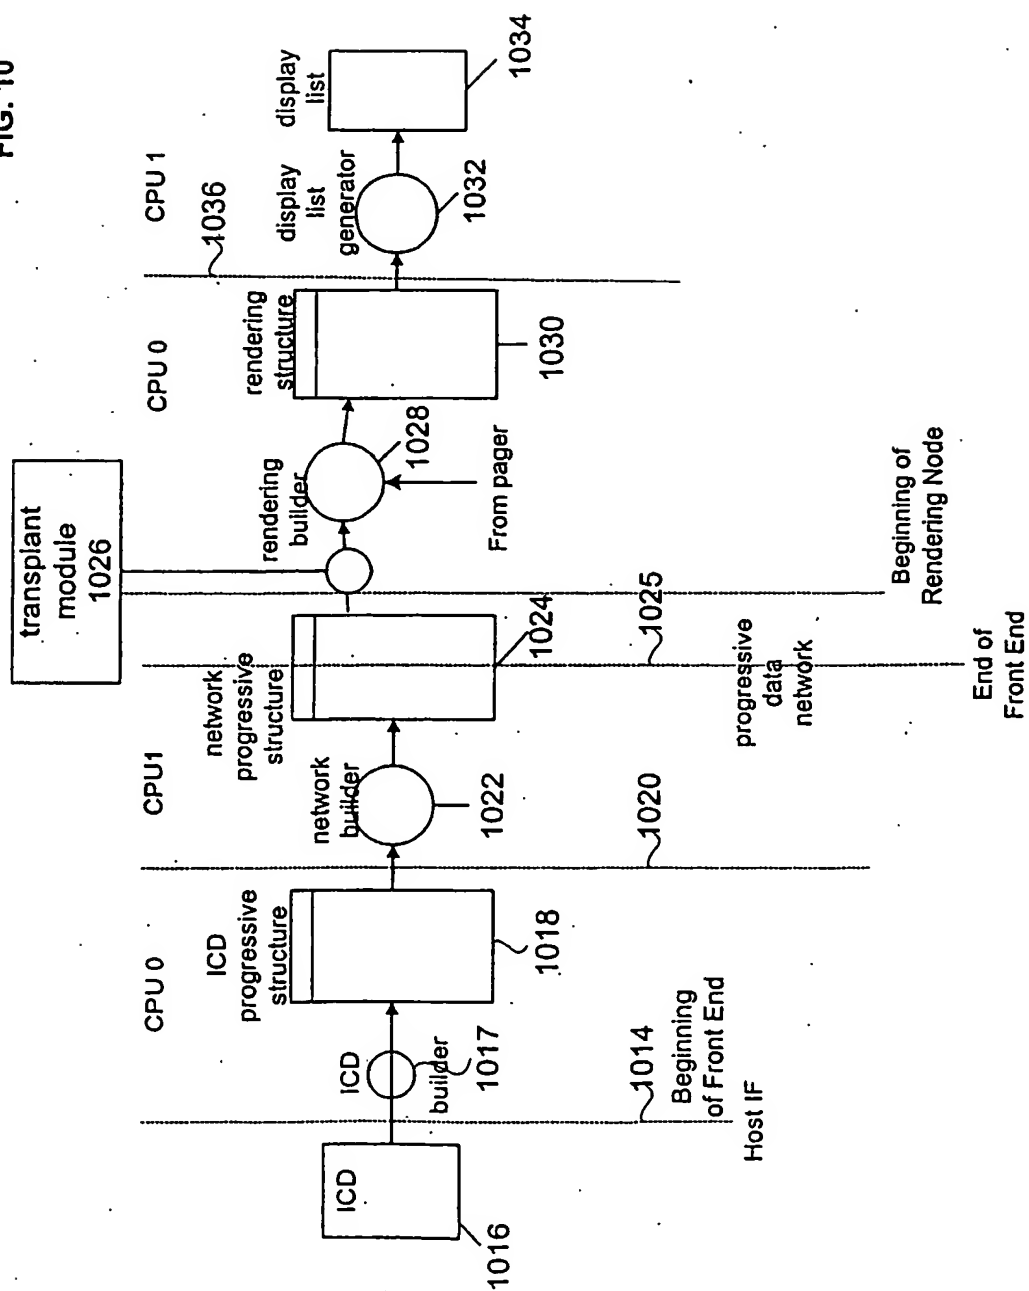 FIG. 10
transplant
module
1026
CPU 0
CPU1
CPU 0
CPU 1
ICD
1016
ICD
builder
1017
ICD
progressive
structure
1018
network
builder
1022
network
progressive
structure
1024
rendering
builder
1028
From pager
rendering
structure
1030
1036
display
list
generator
1032
display
list
1034
1014
Beginning
of Front End
Host IF
1020
progressive
data
network
1025
End of
Front End
Beginning of
Rendering Node